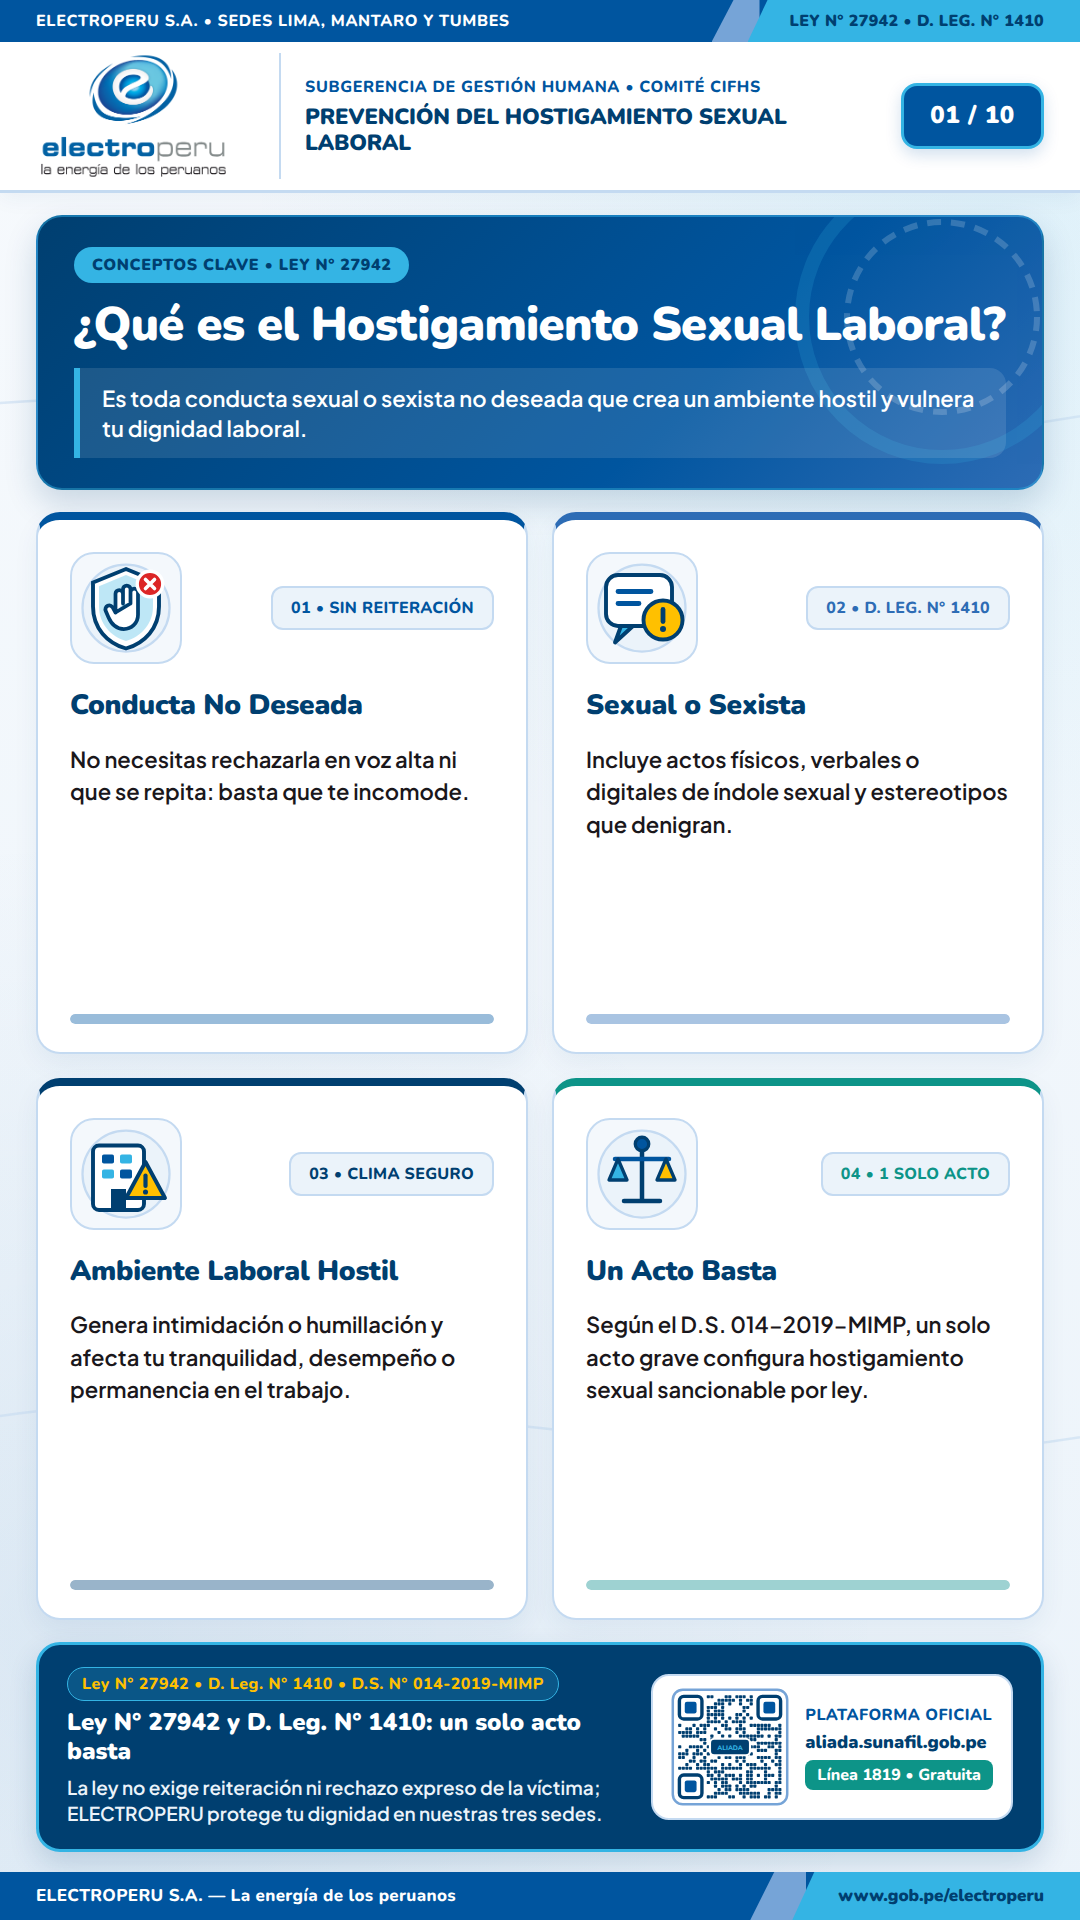 ELECTROPERU S.A. • SEDES LIMA, MANTARO Y TUMBES
LEY N° 27942 • D. LEG. N° 1410
electroperu
la energía de los peruanos
SUBGERENCIA DE GESTIÓN HUMANA • COMITÉ CIFHS
PREVENCIÓN DEL HOSTIGAMIENTO SEXUAL
LABORAL
01 / 10
CONCEPTOS CLAVE • LEY N° 27942
¿Qué es el Hostigamiento Sexual Laboral?
Es toda conducta sexual o sexista no deseada que crea un ambiente hostil y vulnera
tu dignidad laboral.
01 • SIN REITERACIÓN
Conducta No Deseada
No necesitas rechazarla en voz alta ni
que se repita: basta que te incomode.
02 • D. LEG. N° 1410
Sexual o Sexista
Incluye actos físicos, verbales o
digitales de índole sexual y estereotipos
que denigran.
03 • CLIMA SEGURO
Ambiente Laboral Hostil
Genera intimidación o humillación y
afecta tu tranquilidad, desempeño o
permanencia en el trabajo.
04 • 1 SOLO ACTO
Un Acto Basta
Según el D.S. 014-2019-MIMP, un solo
acto grave configura hostigamiento
sexual sancionable por ley.
Ley N° 27942 • D. Leg. N° 1410 • D.S. N° 014-2019-MIMP
Ley N° 27942 y D. Leg. N° 1410: un solo acto
basta
La ley no exige reiteración ni rechazo expreso de la víctima;
ELECTROPERU protege tu dignidad en nuestras tres sedes.
ALIADA
PLATAFORMA OFICIAL
aliada.sunafil.gob.pe
Línea 1819 • Gratuita
ELECTROPERU S.A. — La energía de los peruanos
www.gob.pe/electroperu